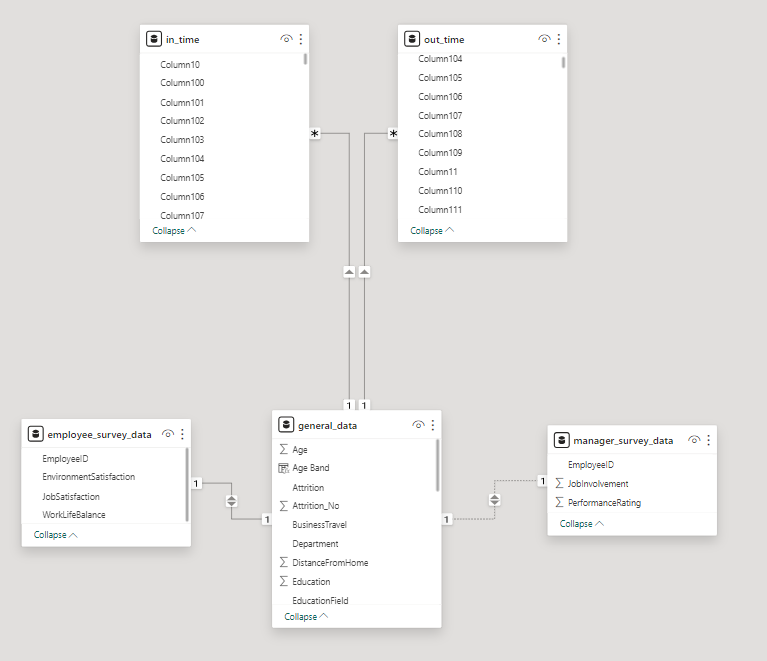 in_time
Column10
Column100
Column101
Column102
Column103
Column104
Column105
Column106
Column107
Collapse
out_time
Column104
Column105
Column106
Column107
Column108
Column109
Column11
Column110
Column111
Collapse
*
*
1
1
employee_survey_data
EmployeeID
EnvironmentSatisfaction
JobSatisfaction
WorkLifeBalance
Collapse
1
1
general_data
Σ Age
Age Band
Attrition
Σ Attrition_No
BusinessTravel
Department
Σ DistanceFromHome
Σ Education
EducationField
Collapse
1
1
manager_survey_data
EmployeeID
Σ JobInvolvement
Σ PerformanceRating
Collapse